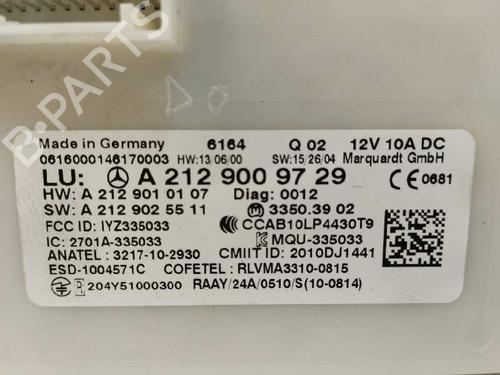 B-PARTS
Made in Germany 6164 Q 02 12V 10A DC
0616000146170003 HW:13/06/00 SW:15/26/04 Marquardt GmbH
LU: A 212 900 97 29 CE 0681
HW: A 212 901 01 07 Diag: 0012
SW: A 212 902 55 11 3350.39 02
FCC ID: IYZ335033 CCAB10LP4430T9
IC: 2701A-335033 MQU-335033
ANATEL: 3217-10-2930 CMIIT ID: 2010DJ1441
ESD-1004571C COFETEL: RLVMA3310-0815
204Y51000300 RAAY/24A/0510/S(10-0814)